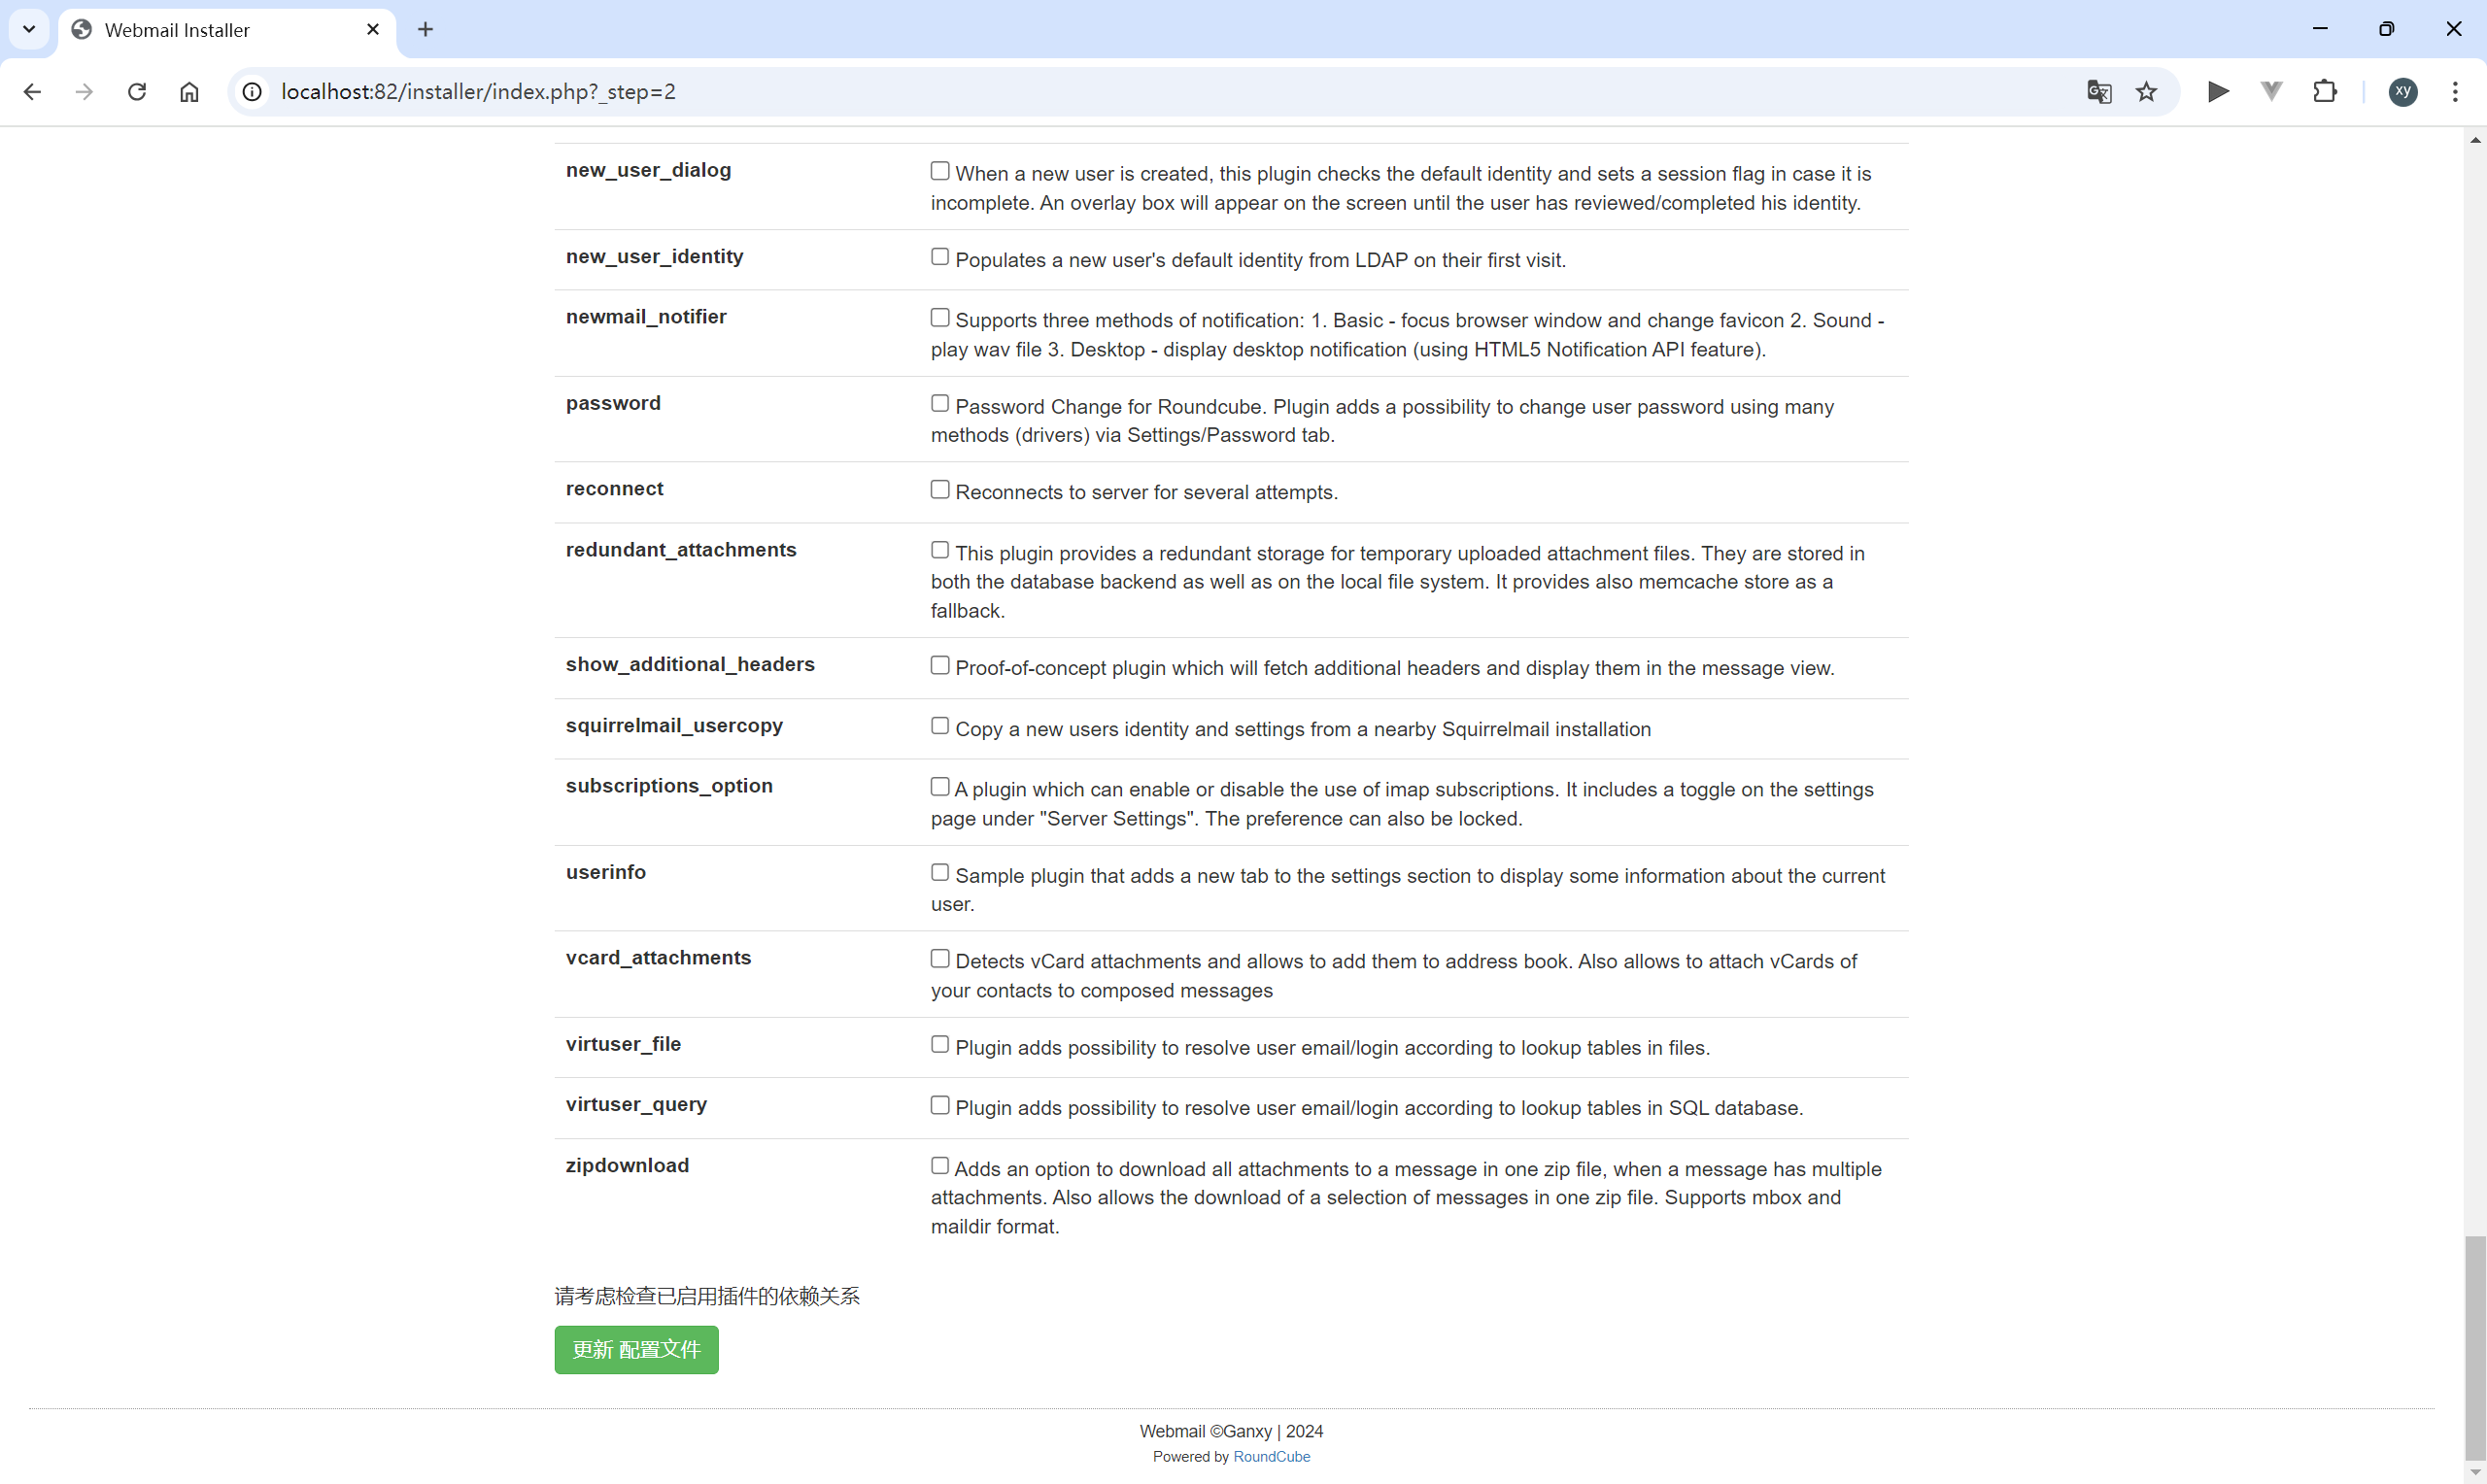 Webmail Installer
localhost:82/installer/index.php?_step=2
xy
new_user_dialog
When a new user is created, this plugin checks the default identity and sets a session flag in case it is
incomplete. An overlay box will appear on the screen until the user has reviewed/completed his identity.
new_user_identity
Populates a new user's default identity from LDAP on their first visit.
newmail_notifier
Supports three methods of notification: 1. Basic - focus browser window and change favicon 2. Sound -
play wav file 3. Desktop - display desktop notification (using HTML5 Notification API feature).
password
Password Change for Roundcube. Plugin adds a possibility to change user password using many
methods (drivers) via Settings/Password tab.
reconnect
Reconnects to server for several attempts.
redundant_attachments
This plugin provides a redundant storage for temporary uploaded attachment files. They are stored in
both the database backend as well as on the local file system. It provides also memcache store as a
fallback.
show_additional_headers
Proof-of-concept plugin which will fetch additional headers and display them in the message view.
squirrelmail_usercopy
Copy a new users identity and settings from a nearby Squirrelmail installation
subscriptions_option
A plugin which can enable or disable the use of imap subscriptions. It includes a toggle on the settings
page under "Server Settings". The preference can also be locked.
userinfo
Sample plugin that adds a new tab to the settings section to display some information about the current
user.
vcard_attachments
Detects vCard attachments and allows to add them to address book. Also allows to attach vCards of
your contacts to composed messages
virtuser_file
Plugin adds possibility to resolve user email/login according to lookup tables in files.
virtuser_query
Plugin adds possibility to resolve user email/login according to lookup tables in SQL database.
zipdownload
Adds an option to download all attachments to a message in one zip file, when a message has multiple
attachments. Also allows the download of a selection of messages in one zip file. Supports mbox and
maildir format.
请考虑检查已启用插件的依赖关系
更新 配置文件
Webmail ©Ganxy | 2024
Powered by RoundCube